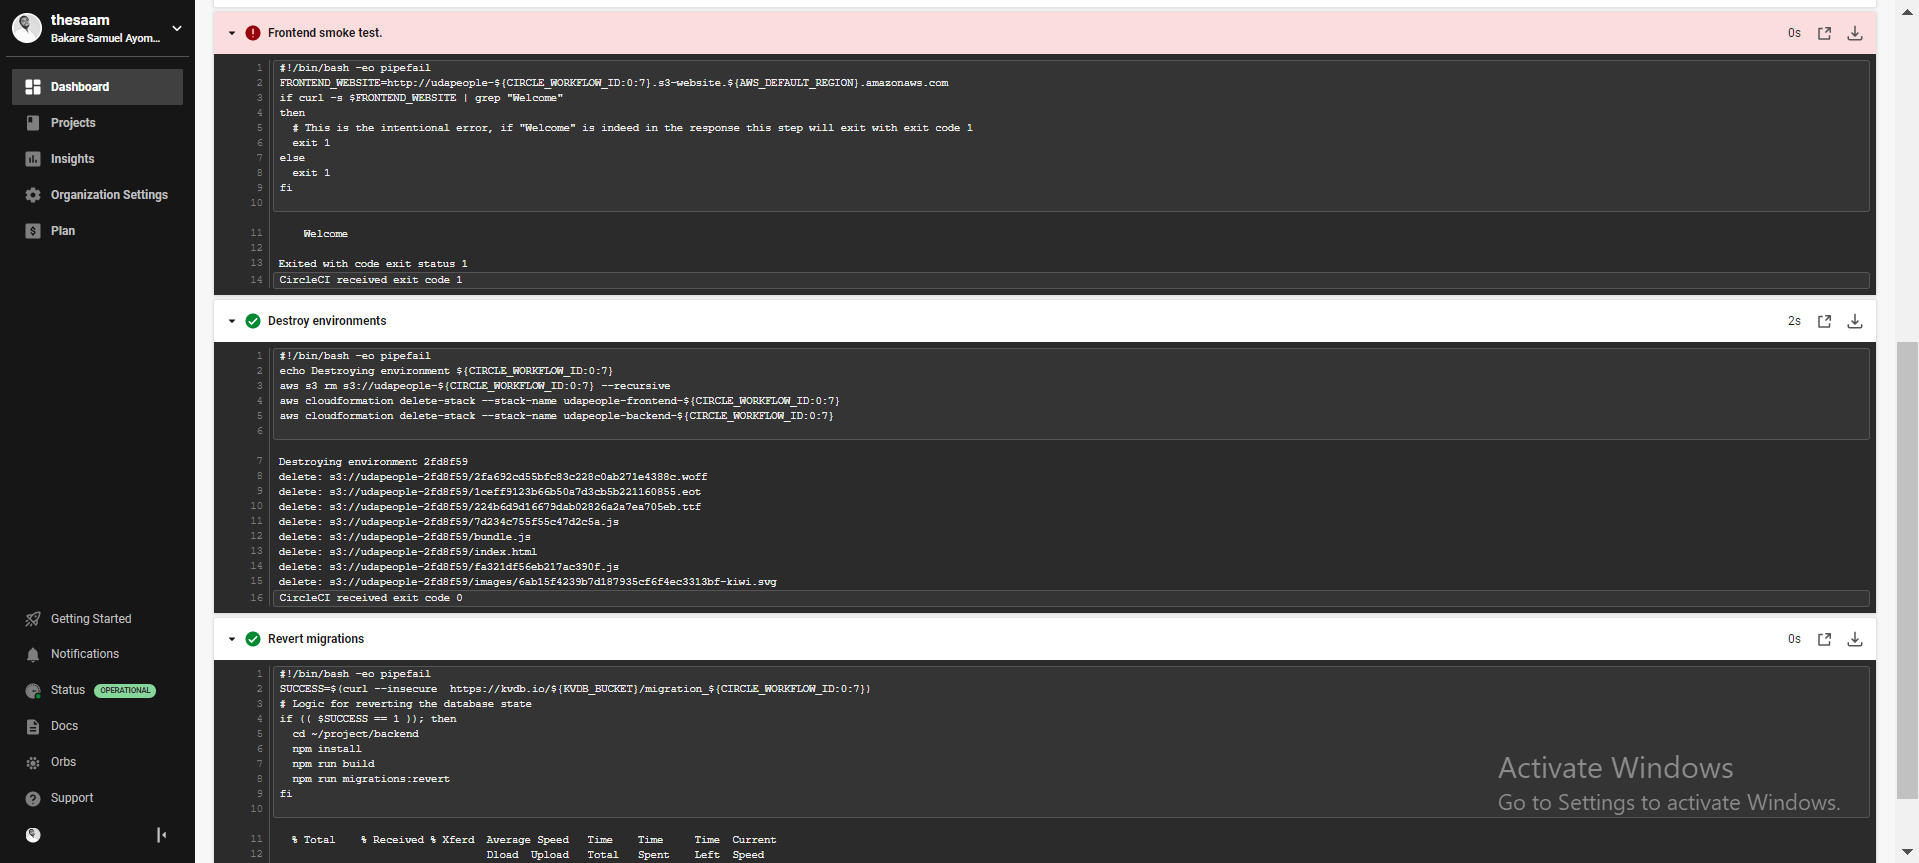 thesaam
Bakare Samuel Ayom...
Dashboard
Projects
Insights
Organization Settings
Plan
Getting Started
Notifications
Status OPERATIONAL
Docs
Orbs
Support
Frontend smoke test. 0s
1 #!/bin/bash -eo pipefail
2 FRONTEND_WEBSITE=http://udapeople-${CIRCLE_WORKFLOW_ID:0:7}.s3-website.${AWS_DEFAULT_REGION}.amazonaws.com
3 if curl -s $FRONTEND_WEBSITE | grep "Welcome"
4 then
5 # This is the intentional error, if "Welcome" is indeed in the response this step will exit with exit code 1
6 exit 1
7 else
8 exit 1
9 fi
10
11 Welcome
12
13 Exited with code exit status 1
14 CircleCI received exit code 1
Destroy environments 2s
1 #!/bin/bash -eo pipefail
2 echo Destroying environment ${CIRCLE_WORKFLOW_ID:0:7}
3 aws s3 rm s3://udapeople-${CIRCLE_WORKFLOW_ID:0:7} --recursive
4 aws cloudformation delete-stack --stack-name udapeople-frontend-${CIRCLE_WORKFLOW_ID:0:7}
5 aws cloudformation delete-stack --stack-name udapeople-backend-${CIRCLE_WORKFLOW_ID:0:7}
6
7 Destroying environment 2fd8f59
8 delete: s3://udapeople-2fd8f59/2fa692cd55bfc83c228c0ab271e4388c.woff
9 delete: s3://udapeople-2fd8f59/1ceff9123b66b50a7d3cb5b221160855.eot
10 delete: s3://udapeople-2fd8f59/224b6d9d16679dab02826a2a7ea705eb.ttf
11 delete: s3://udapeople-2fd8f59/7d234c755f55c47d2c5a.js
12 delete: s3://udapeople-2fd8f59/bundle.js
13 delete: s3://udapeople-2fd8f59/index.html
14 delete: s3://udapeople-2fd8f59/fa321df56eb217ac390f.js
15 delete: s3://udapeople-2fd8f59/images/6ab15f4239b7d187935cf6f4ec3313bf-kiwi.svg
16 CircleCI received exit code 0
Revert migrations 0s
1 #!/bin/bash -eo pipefail
2 SUCCESS=$(curl --insecure https://kvdb.io/${KVDB_BUCKET}/migration_${CIRCLE_WORKFLOW_ID:0:7})
3 # Logic for reverting the database state
4 if (( $SUCCESS == 1 )); then
5 cd ~/project/backend
6 npm install
7 npm run build
8 npm run migrations:revert
9 fi
10
11 % Total % Received % Xferd Average Speed Time Time Time Current
12 Dload Upload Total Spent Left Speed
Activate Windows
Go to Settings to activate Windows.